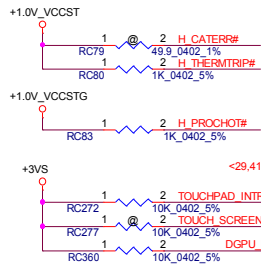 +1.0V_VCCST
1 @ 2 H_CATERR#
RC79 49.9_0402_1%
1 2 H_THERMTRIP#
RC80 1K_0402_5%
+1.0V_VCCSTG
1 2 H_PROCHOT#
RC83 1K_0402_5%
<29,41
+3VS
1 2 TOUCHPAD_INTR
RC272 10K_0402_5%
1 @ 2 TOUCH_SCREEN
RC277 10K_0402_5%
1 2 DGPU_
RC360 10K_0402_5%